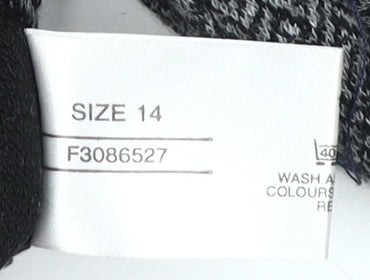 SIZE 14
F3086527
40
WASH A
COLOURS
RE